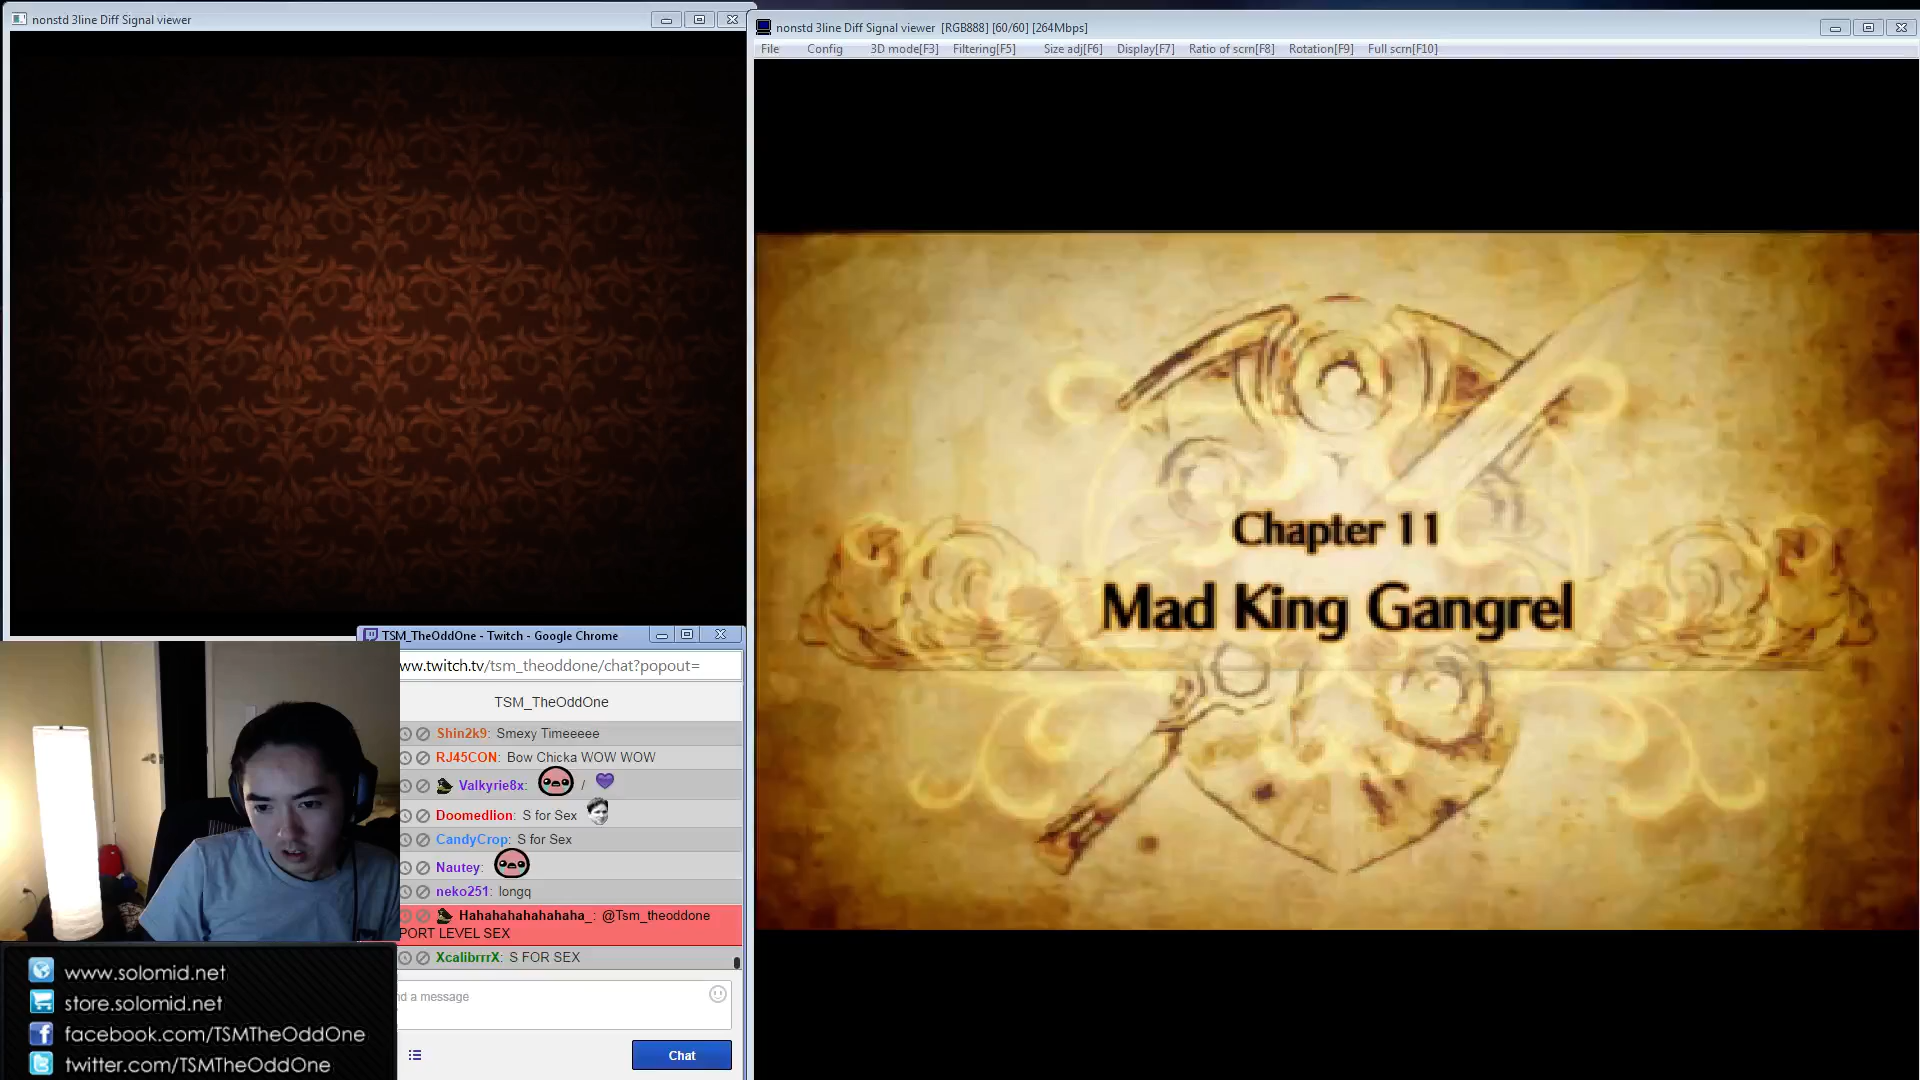 nonstd 3line Diff Signal viewer
nonstd 3line Diff Signal viewer [RGB888] [60/60] [264Mbps]
File Config 3D mode[F3] Filtering[F5] Size adj[F6] Display[F7] Ratio of scrn[F8] Rotation[F9] Full scrn[F10]
Chapter 11
Mad King Gangrel
TSM_TheOddOne - Twitch - Google Chrome
ww.twitch.tv/tsm_theoddone/chat?popout=
TSM_TheOddOne
Shin2k9: Smexy Timeeeee
RJ45CON: Bow Chicka WOW WOW
Valkyrie8x: /
Doomedlion: S for Sex
CandyCrop: S for Sex
Nautey:
neko251: longq
Hahahahahahahaha_: @Tsm_theoddone
PORT LEVEL SEX
XcalibrrrX: S FOR SEX
nd a message
Chat
www.solomid.net
store.solomid.net
facebook.com/TSMTheOddOne
twitter.com/TSMTheOddOne